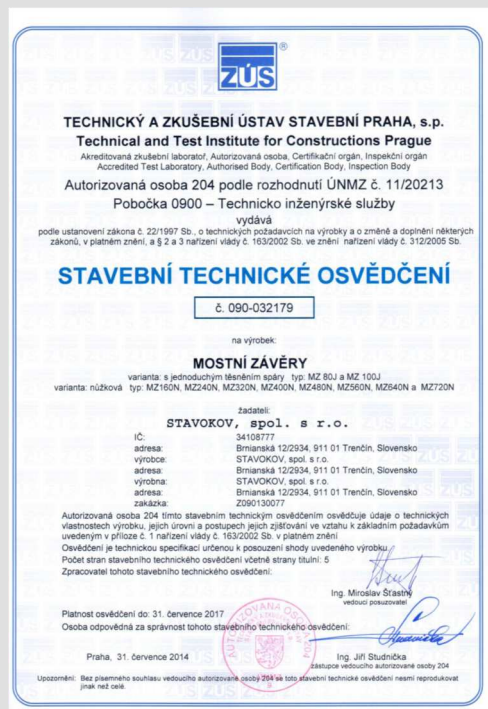 ZÚS
®
TECHNICKÝ A ZKUŠEBNÍ ÚSTAV STAVEBNÍ PRAHA, s.p.
Technical and Test Institute for Constructions Prague
Akreditovaná zkušební laboratoř, Autorizovaná osoba, Certifikační orgán, Inspekční orgán
Accredited Test Laboratory, Authorised Body, Certification Body, Inspection Body
Autorizovaná osoba 204 podle rozhodnutí ÚNMZ č. 11/20213
Pobočka 0900 – Technicko inženýrské služby
vydává
podle ustanovení zákona č. 22/1997 Sb., o technických požadavcích na výrobky a o změně a doplnění některých
zákonů, v platném znění, a § 2 a 3 nařízení vlády č. 163/2002 Sb. ve znění nařízení vlády č. 312/2005 Sb.
STAVEBNÍ TECHNICKÉ OSVĚDČENÍ
č. 090-032179
na výrobek:
MOSTNÍ ZÁVĚRY
varianta: s jednoduchým těsněním spáry typ: MZ 80J a MZ 100J
varianta: nůžková typ: MZ160N, MZ240N, MZ320N, MZ400N, MZ480N, MZ560N, MZ640N a MZ720N
žadateli:
STAVOKOV, spol. s r.o.
IČ: 34108777
adresa: Brnianská 12/2934, 911 01 Trenčín, Slovensko
výrobce: STAVOKOV, spol. s r.o.
adresa: Brnianská 12/2934, 911 01 Trenčín, Slovensko
výrobna: STAVOKOV, spol. s r.o.
adresa: Brnianská 12/2934, 911 01 Trenčín, Slovensko
zakázka: Z090130077
Autorizovaná osoba 204 tímto stavebním technickým osvědčením osvědčuje údaje o technických
vlastnostech výrobku, jejich úrovni a postupech jejich zjišťování ve vztahu k základním požadavkům
uvedeným v příloze č. 1 nařízení vlády č. 163/2002 Sb. v platném znění
Osvědčení je technickou specifikací určenou k posouzení shody uvedeného výrobku.
Počet stran stavebního technického osvědčení včetně strany titulní: 5
Zpracovatel tohoto stavebního technického osvědčení:
Ing. Miroslav Šťastný
vedoucí posuzovatel
Platnost osvědčení do: 31. července 2017
Osoba odpovědná za správnost tohoto stavebního technického osvědčení:
Praha, 31. července 2014
Ing. Jiří Studnička
zástupce vedoucího autorizované osoby 204
Upozornění: Bez písemného souhlasu vedoucího autorizované osoby 204 se toto stavební technické osvědčení nesmí reprodukovat
jinak než celé.